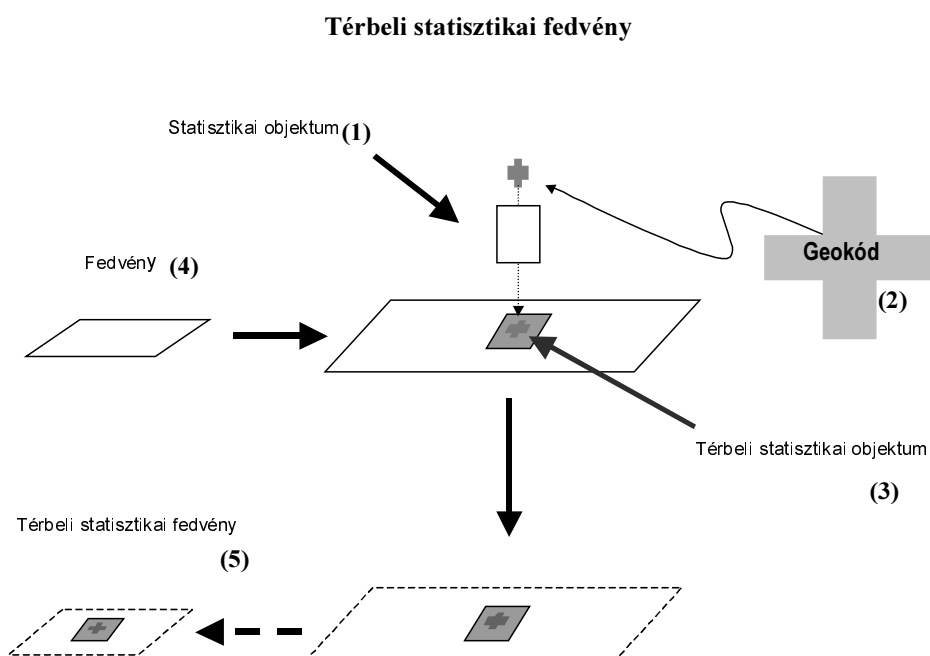 Térbeli statisztikai fedvény
Statisztikai objektum (1)
Geokód
(2)
Fedvény (4)
Térbeli statisztikai objektum
(3)
Térbeli statisztikai fedvény
(5)